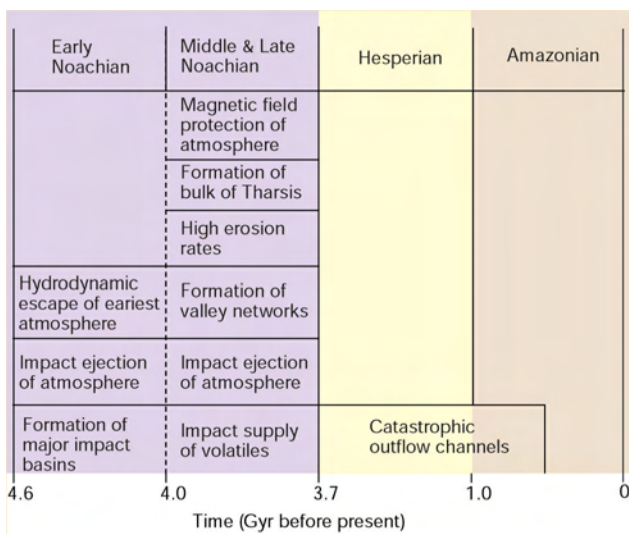 Early
Noachian
Middle & Late
Noachian
Hesperian
Amazonian
Magnetic field
protection of
atmosphere
Formation of
bulk of Tharsis
High erosion
rates
Hydrodynamic
escape of eariest
atmosphere
Formation of
valley networks
Impact ejection
of atmosphere
Impact ejection
of atmosphere
Formation of
major impact
basins
Impact supply
of volatiles
Catastrophic
outflow channels
4.6
4.0
3.7
1.0
0
Time (Gyr before present)